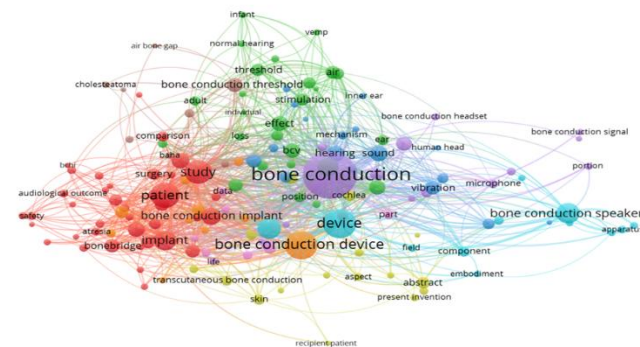 infant
vemp
normal hearing
air bone gap
threshold
air
cholesteatoma
bone conduction threshold
inner ear
adult
stimulation
individual
bone conduction headset
effect
bone conduction signal
comparison
loss
mechanism
ear
human head
baha
bcv
hearing
sound
portion
bchi
surgery
study
bone conduction
audiological outcome
data
vibration
microphone
patient
cochlea
position
safety
bone conduction implant
part
bone conduction speaker
atresia
device
apparatus
bonebridge
implant
bone conduction device
field
component
life
embodiment
transcutaneous bone conduction
aspect
abstract
skin
present invention
recipient patient